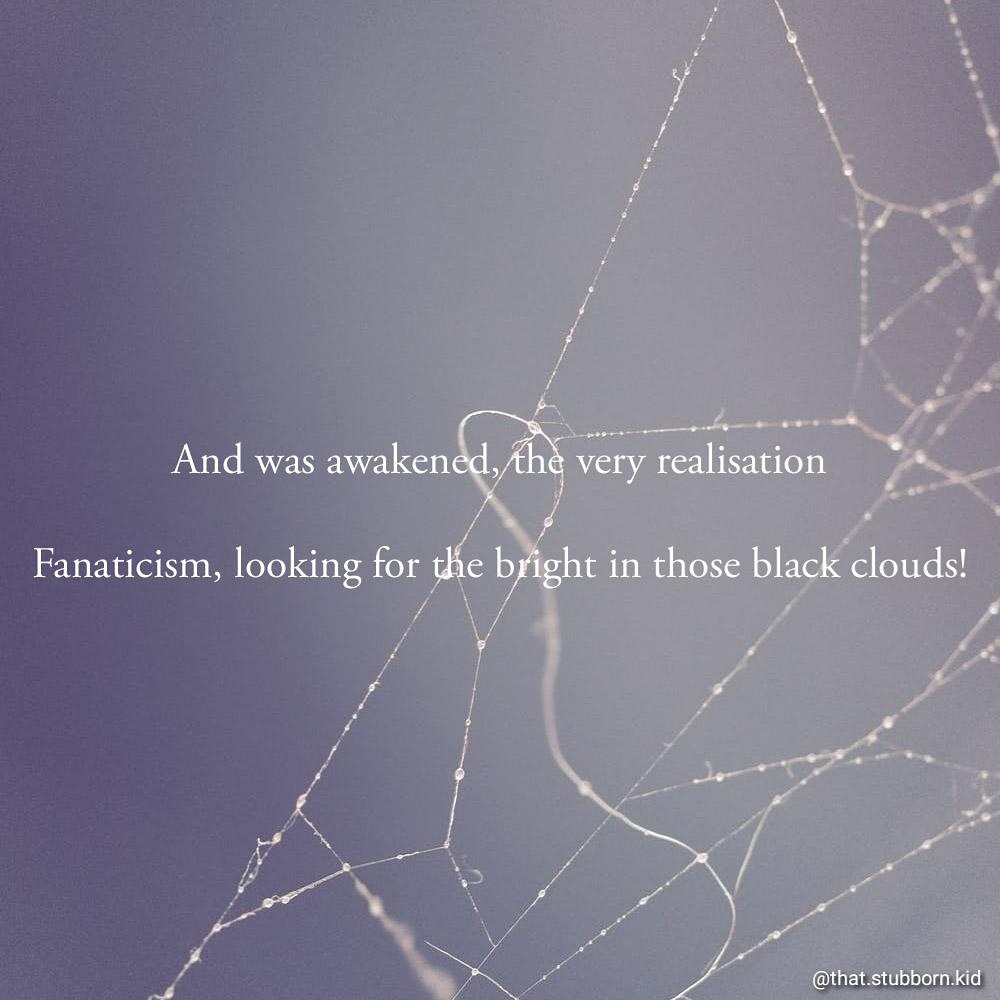 And was awakened, the very realisation
Fanaticism, looking for the bright in those black clouds!
@that.stubborn.kid